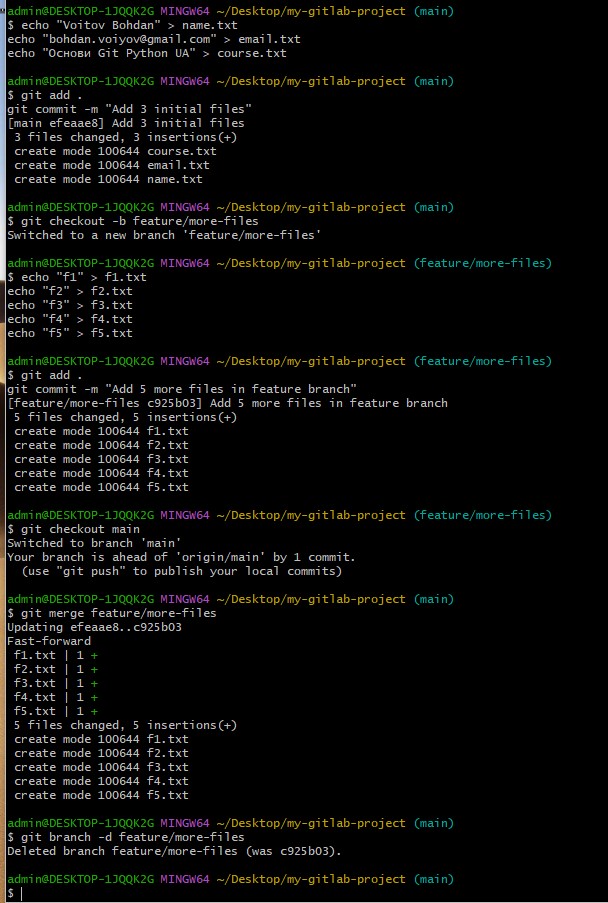 admin@DESKTOP-1JQQK2G MINGW64 ~/Desktop/my-gitlab-project (main)
$ echo "Voitov Bohdan" > name.txt
echo "bohdan.voiyov@gmail.com" > email.txt
echo "Основи Git Python UA" > course.txt

admin@DESKTOP-1JQQK2G MINGW64 ~/Desktop/my-gitlab-project (main)
$ git add .
git commit -m "Add 3 initial files"
[main efeaae8] Add 3 initial files
 3 files changed, 3 insertions(+)
 create mode 100644 course.txt
 create mode 100644 email.txt
 create mode 100644 name.txt

admin@DESKTOP-1JQQK2G MINGW64 ~/Desktop/my-gitlab-project (main)
$ git checkout -b feature/more-files
Switched to a new branch 'feature/more-files'

admin@DESKTOP-1JQQK2G MINGW64 ~/Desktop/my-gitlab-project (feature/more-files)
$ echo "f1" > f1.txt
echo "f2" > f2.txt
echo "f3" > f3.txt
echo "f4" > f4.txt
echo "f5" > f5.txt

admin@DESKTOP-1JQQK2G MINGW64 ~/Desktop/my-gitlab-project (feature/more-files)
$ git add .
git commit -m "Add 5 more files in feature branch"
[feature/more-files c925b03] Add 5 more files in feature branch
 5 files changed, 5 insertions(+)
 create mode 100644 f1.txt
 create mode 100644 f2.txt
 create mode 100644 f3.txt
 create mode 100644 f4.txt
 create mode 100644 f5.txt

admin@DESKTOP-1JQQK2G MINGW64 ~/Desktop/my-gitlab-project (feature/more-files)
$ git checkout main
Switched to branch 'main'
Your branch is ahead of 'origin/main' by 1 commit.
  (use "git push" to publish your local commits)

admin@DESKTOP-1JQQK2G MINGW64 ~/Desktop/my-gitlab-project (main)
$ git merge feature/more-files
Updating efeaae8..c925b03
Fast-forward
 f1.txt | 1 +
 f2.txt | 1 +
 f3.txt | 1 +
 f4.txt | 1 +
 f5.txt | 1 +
 5 files changed, 5 insertions(+)
 create mode 100644 f1.txt
 create mode 100644 f2.txt
 create mode 100644 f3.txt
 create mode 100644 f4.txt
 create mode 100644 f5.txt

admin@DESKTOP-1JQQK2G MINGW64 ~/Desktop/my-gitlab-project (main)
$ git branch -d feature/more-files
Deleted branch feature/more-files (was c925b03).

admin@DESKTOP-1JQQK2G MINGW64 ~/Desktop/my-gitlab-project (main)
$